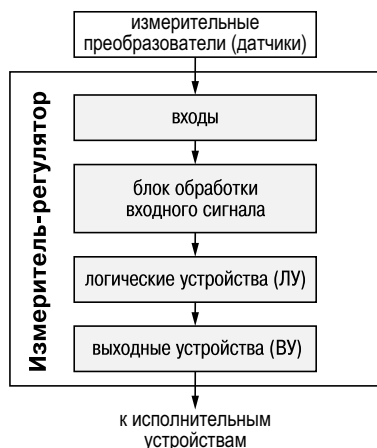 измерительные
преобразователи (датчики)
Измеритель-регулятор
входы
блок обработки
входного сигнала
логические устройства (ЛУ)
выходные устройства (ВУ)
к исполнительным
устройствам